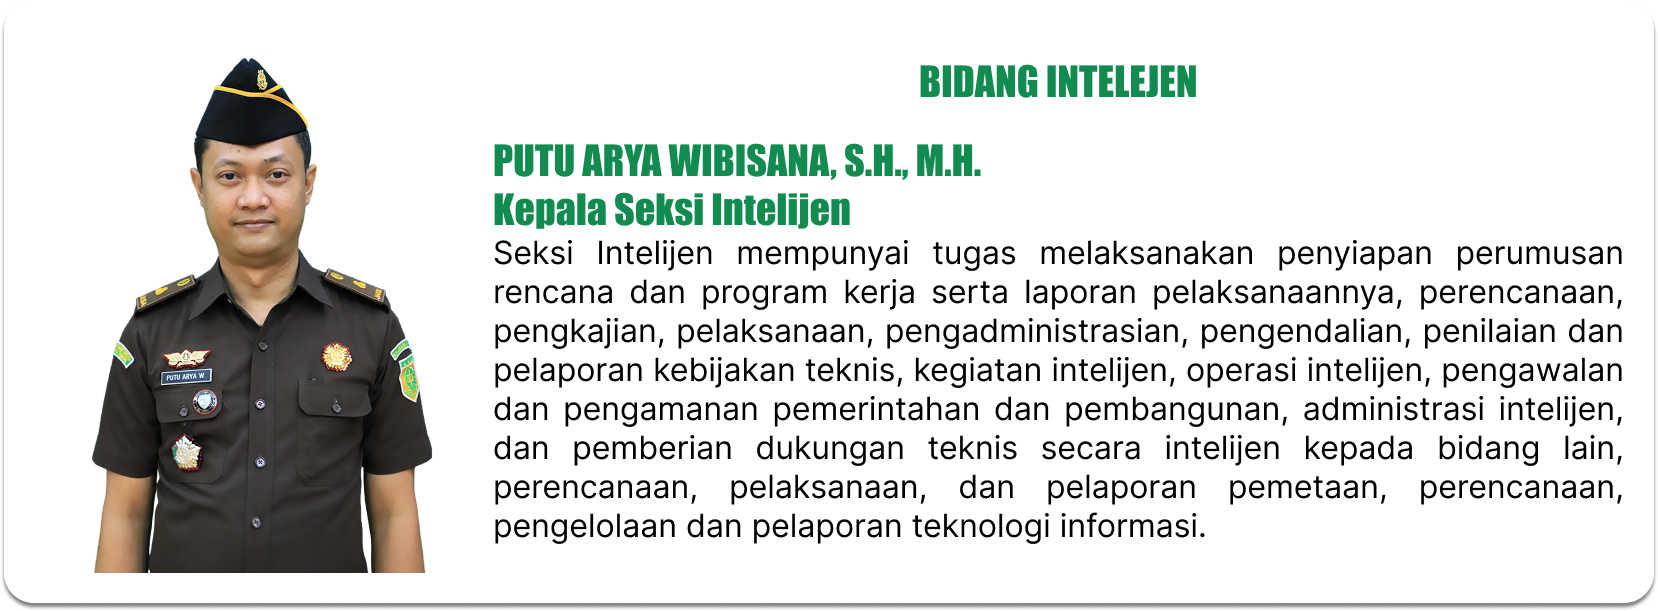 BIDANG INTELEJEN
PUTU ARYA WIBISANA, S.H., M.H.
Kepala Seksi Intelijen
Seksi Intelijen mempunyai tugas melaksanakan penyiapan perumusan
rencana dan program kerja serta laporan pelaksanaannya, perencanaan,
pengkajian, pelaksanaan, pengadministrasian, pengendalian, penilaian dan
pelaporan kebijakan teknis, kegiatan intelijen, operasi intelijen, pengawalan
dan pengamanan pemerintahan dan pembangunan, administrasi intelijen,
dan pemberian dukungan teknis secara intelijen kepada bidang lain,
perencanaan, pelaksanaan, dan pelaporan pemetaan, perencanaan,
pengelolaan dan pelaporan teknologi informasi.
PUTU ARYA W.